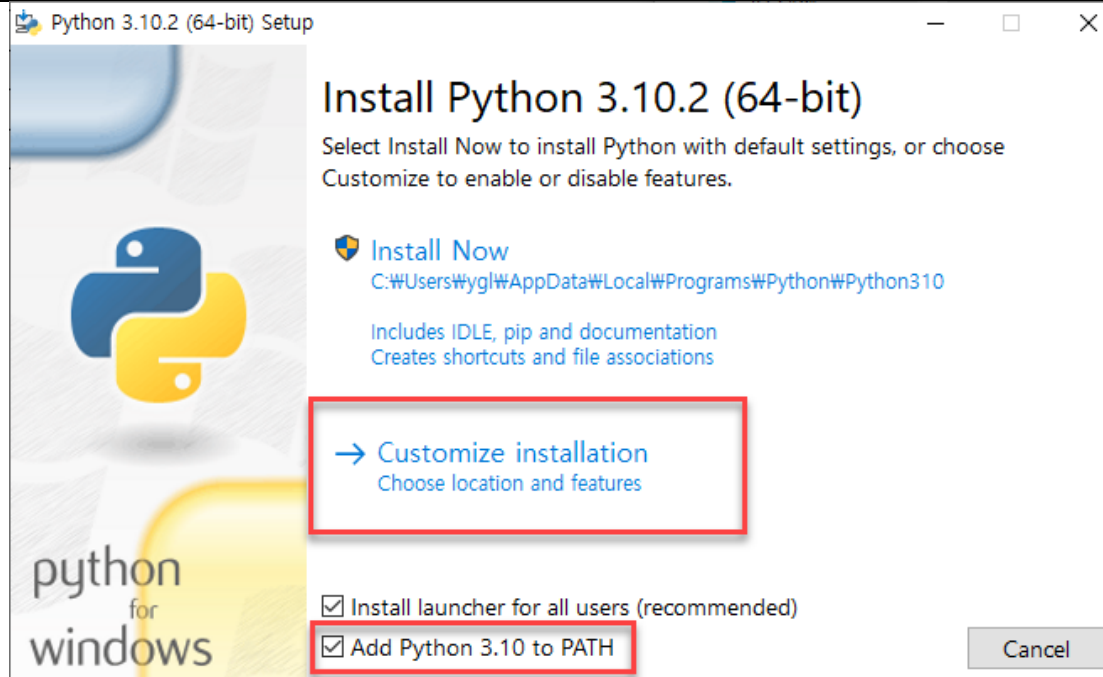 Python 3.10.2 (64-bit) Setup
Install Python 3.10.2 (64-bit)
Select Install Now to install Python with default settings, or choose
Customize to enable or disable features.
Install Now
C:₩Users₩ygl₩AppData₩Local₩Programs₩Python₩Python310
Includes IDLE, pip and documentation
Creates shortcuts and file associations
Customize installation
Choose location and features
python
for
windows
Install launcher for all users (recommended)
Add Python 3.10 to PATH
Cancel